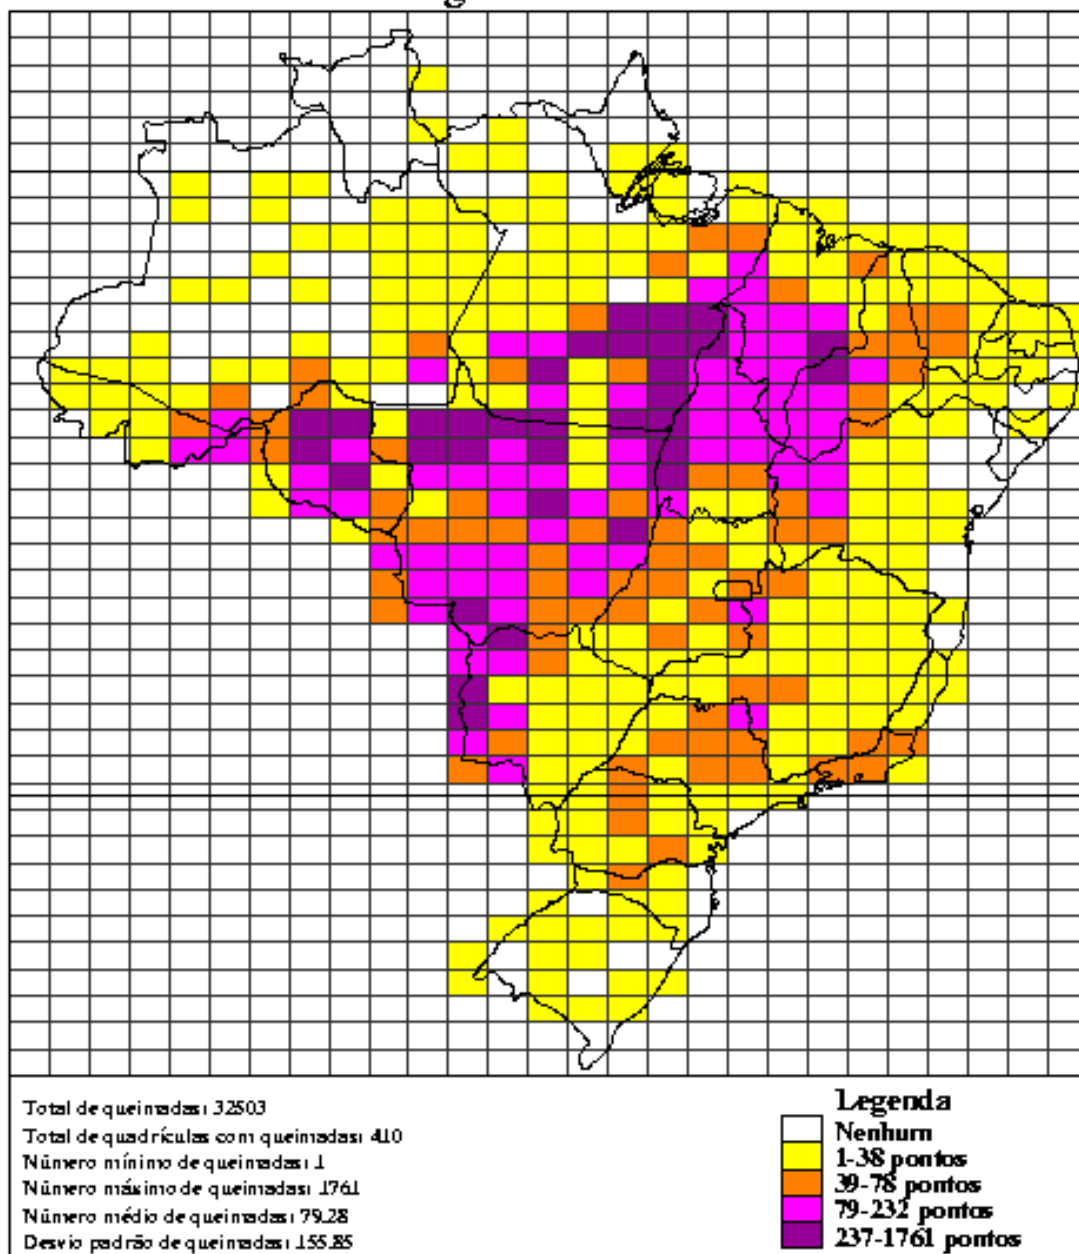 Total de queimadas: 32503
Total de quadrículas com queimadas: 410
Número mínimo de queimadas: 1
Número máximo de queimadas: 1761
Número médio de queimadas: 79.28
Desvio padrão de queimadas: 155.85
Legenda
Nenhum
1-38 pontos
39-78 pontos
79-232 pontos
237-1761 pontos